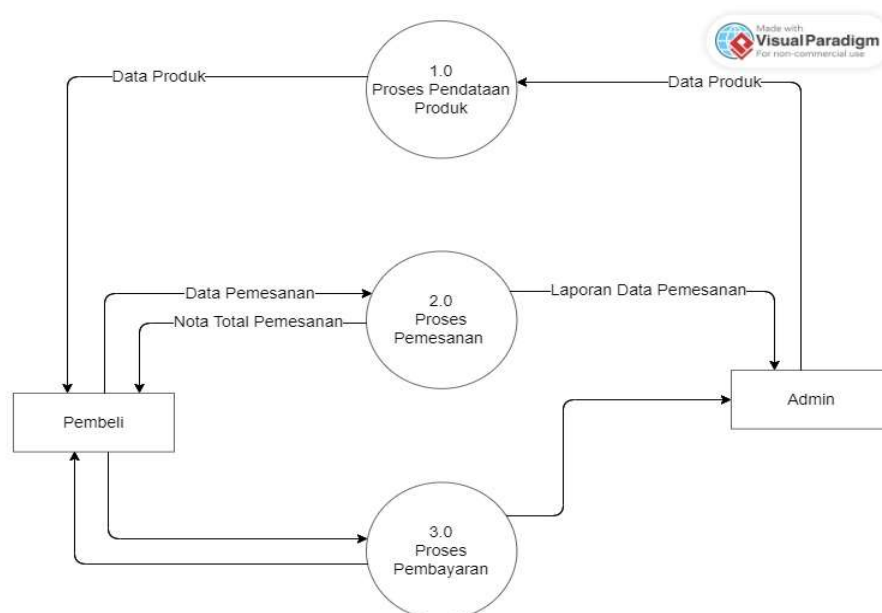 Made with
Visual Paradigm
For non-commercial use
1.0
Proses Pendataan
Produk
Data Produk
Data Produk
Data Pemesanan
Nota Total Pemesanan
2.0
Proses
Pemesanan
Laporan Data Pemesanan
Pembeli
Admin
3.0
Proses
Pembayaran